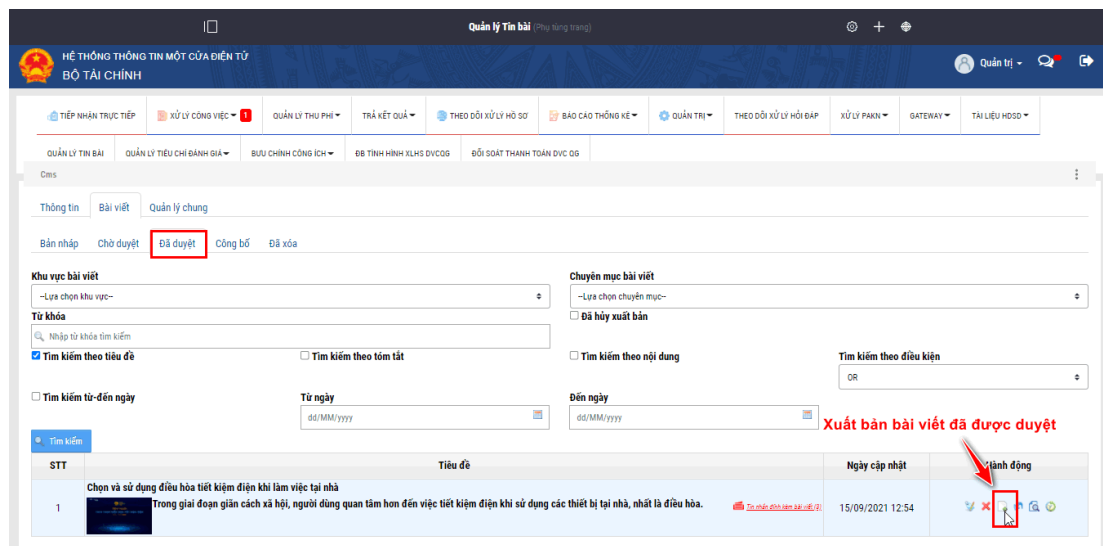 Quản lý Tin bài (Phụ tùng trang)
HỆ THỐNG THÔNG TIN MỘT CỬA ĐIỆN TỬ
BỘ TÀI CHÍNH
Quản trị
TIẾP NHẬN TRỰC TIẾP XỬ LÝ CÔNG VIỆC 1 QUẢN LÝ THU PHÍ TRẢ KẾT QUẢ THEO DÕI XỬ LÝ HỒ SƠ BÁO CÁO THỐNG KÊ QUẢN TRỊ THEO DÕI XỬ LÝ HỎI ĐÁP XỬ LÝ PAKN GATEWAY TÀI LIỆU HDSD
QUẢN LÝ TIN BÀI QUẢN LÝ TIÊU CHÍ ĐÁNH GIÁ BƯU CHÍNH CÔNG ÍCH ĐB TÌNH HÌNH XLHS DVCQG ĐỐI SOÁT THANH TOÁN DVC QG
Cms
Thông tin Bài viết Quản lý chung
Bản nháp Chờ duyệt Đã duyệt Công bố Đã xóa
Khu vực bài viết Chuyên mục bài viết
--Lựa chọn khu vực-- --Lựa chọn chuyên mục--
Từ khóa Đã hủy xuất bản
Nhập từ khóa tìm kiếm
Tìm kiếm theo tiêu đề Tìm kiếm theo tóm tắt Tìm kiếm theo nội dung Tìm kiếm theo điều kiện
OR
Tìm kiếm từ-đến ngày Từ ngày Đến ngày
dd/MM/yyyy dd/MM/yyyy
Xuất bản bài viết đã được duyệt
Tìm kiếm
STT Tiêu đề Ngày cập nhật Hành động
Chọn và sử dụng điều hòa tiết kiệm điện khi làm việc tại nhà
1 Trong giai đoạn giãn cách xã hội, người dùng quan tâm hơn đến việc tiết kiệm điện khi sử dụng các thiết bị tại nhà, nhất là điều hòa. Tin nhắn đính kèm bài viết (2) 15/09/2021 12:54